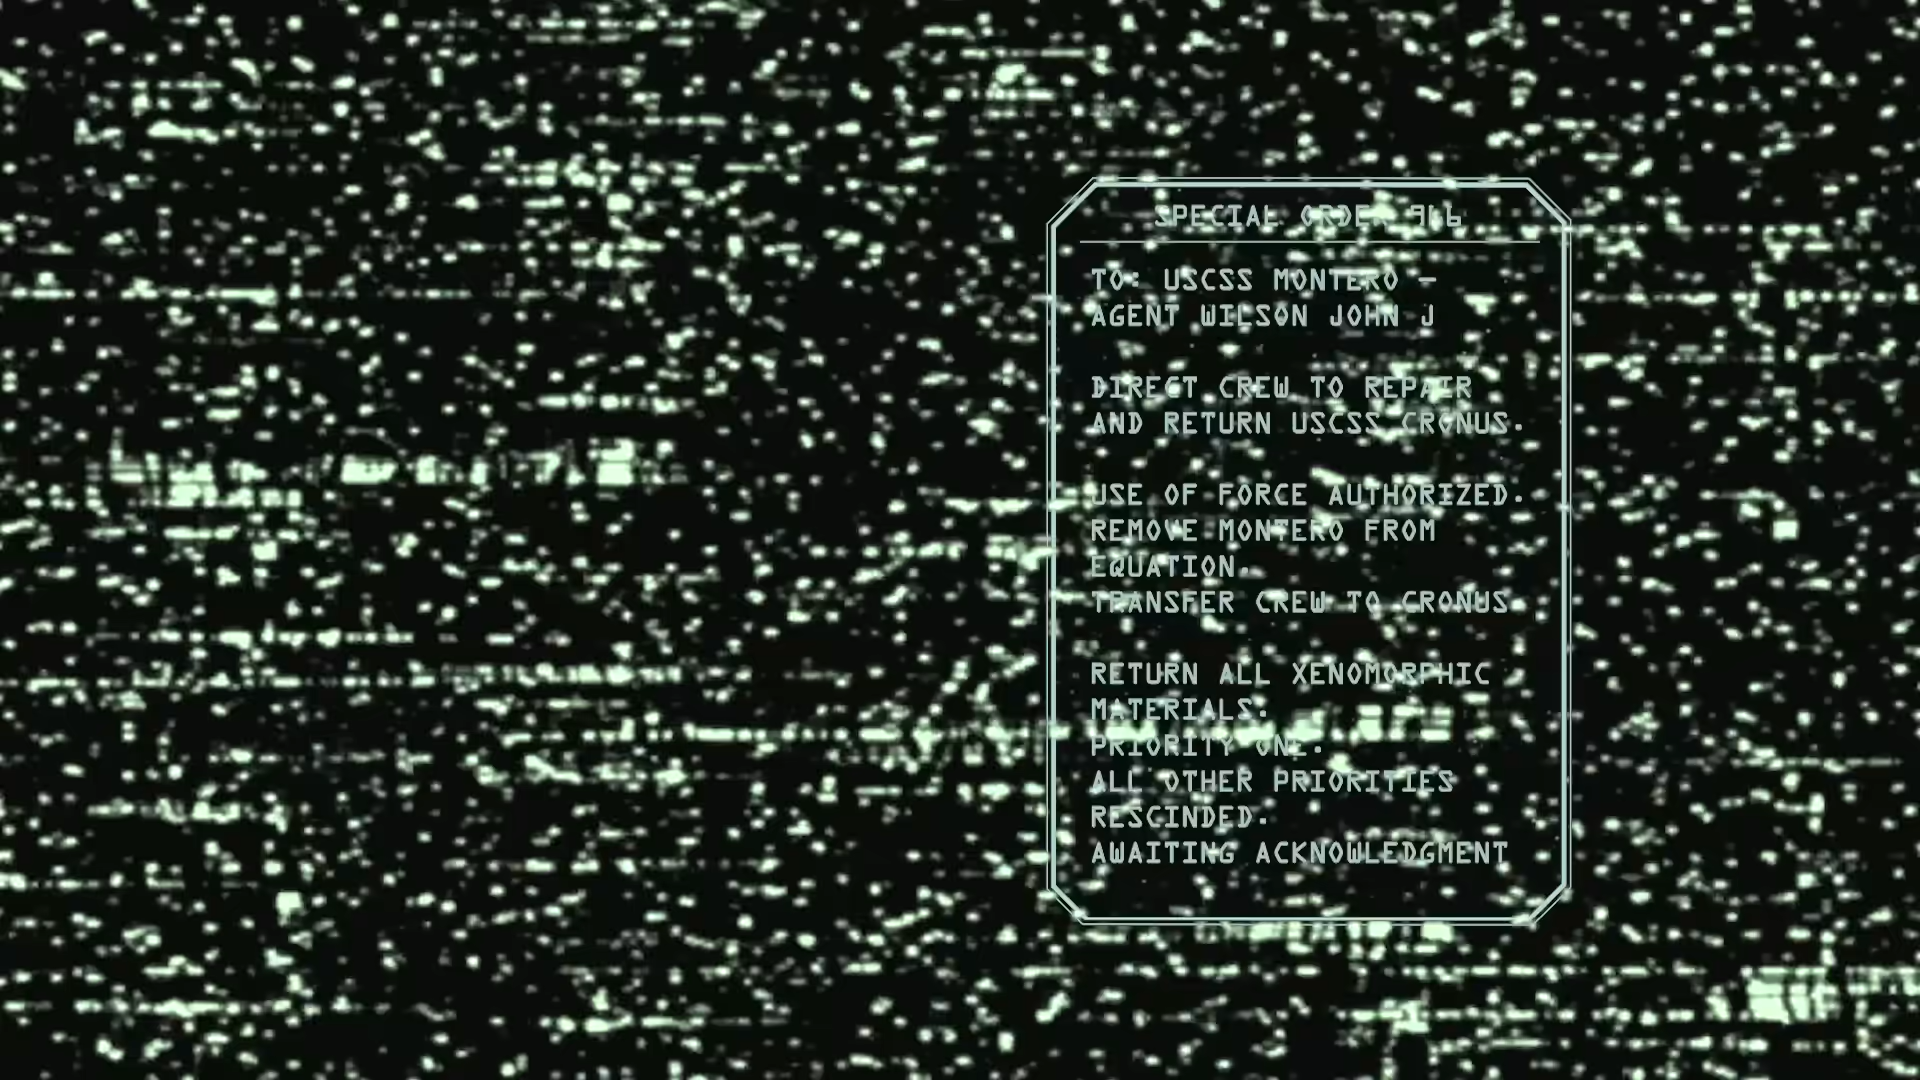 SPECIAL ORDER 966
TO: USCSS MONTERO –
AGENT WILSON JOHN J
DIRECT CREW TO REPAIR
AND RETURN USCSS CRONUS.
USE OF FORCE AUTHORIZED.
REMOVE MONTERO FROM
EQUATION.
TRANSFER CREW TO CRONUS
RETURN ALL XENOMORPHIC
MATERIALS.
PRIORITY ONE.
ALL OTHER PRIORITIES
RESCINDED.
AWAITING ACKNOWLEDGMENT